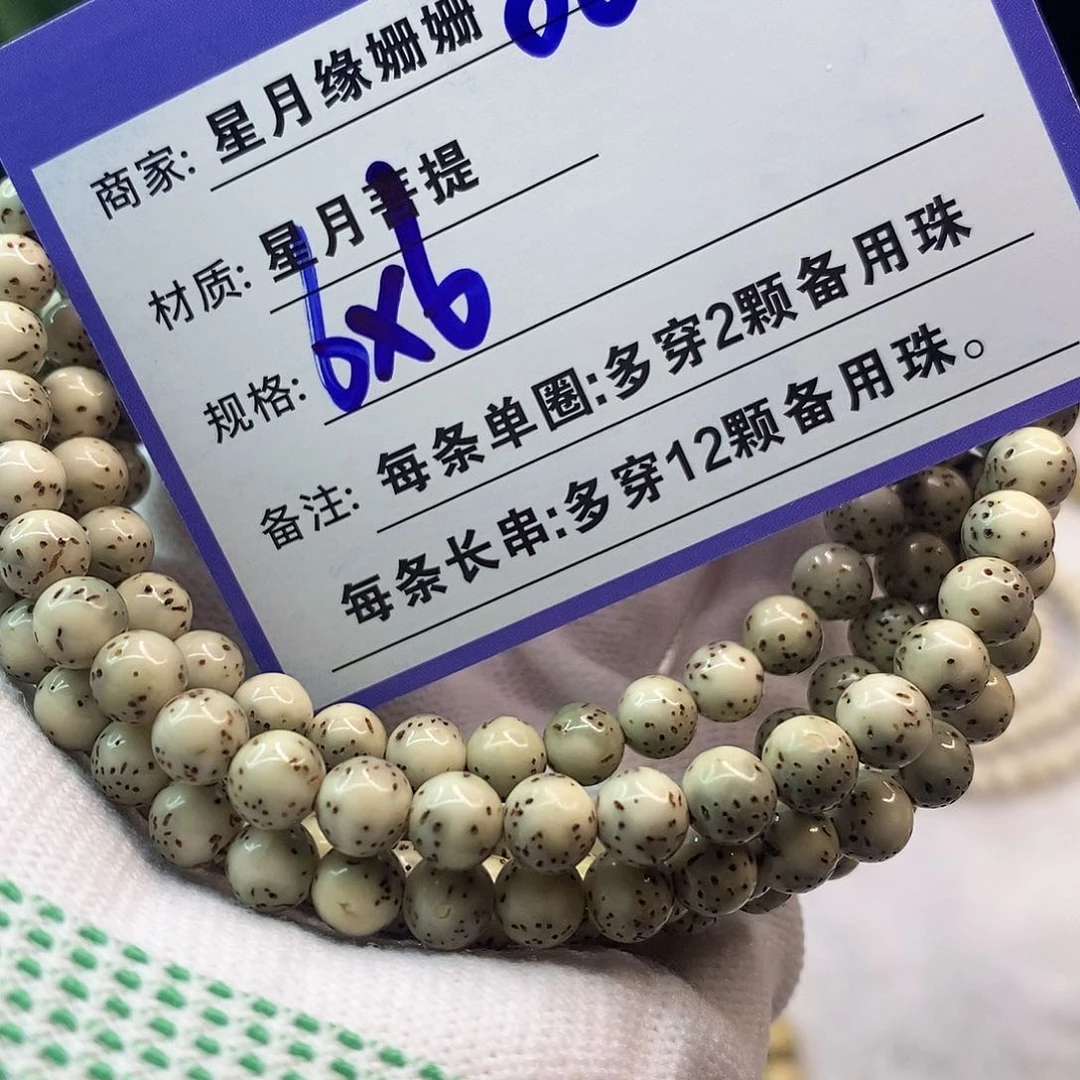 商家: 星月缘姗姗
材质: 星月菩提
规格: 6x6
备注: 每条单圈:多穿2颗备用珠
每条长串:多穿12颗备用珠。